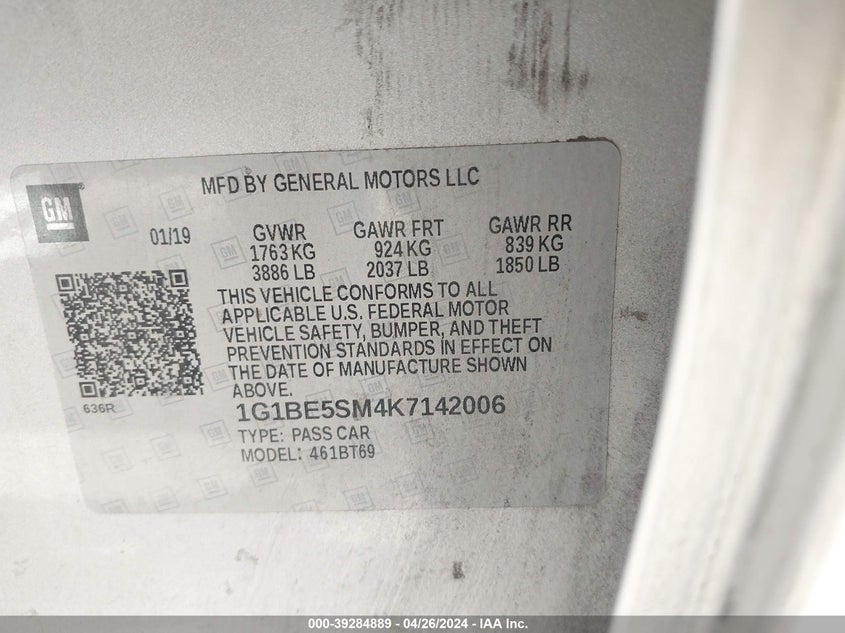 MFD BY GENERAL MOTORS LLC
GM
01/19
GVWR GAWR FRT GAWR RR
1763 KG 924 KG 839 KG
3886 LB 2037 LB 1850 LB
THIS VEHICLE CONFORMS TO ALL
APPLICABLE U.S. FEDERAL MOTOR
VEHICLE SAFETY, BUMPER, AND THEFT
PREVENTION STANDARDS IN EFFECT ON
THE DATE OF MANUFACTURE SHOWN
ABOVE.
636R
1G1BE5SM4K7142006
TYPE: PASS CAR
MODEL: 461BT69
000-39284889 - 04/26/2024 - IAA Inc.